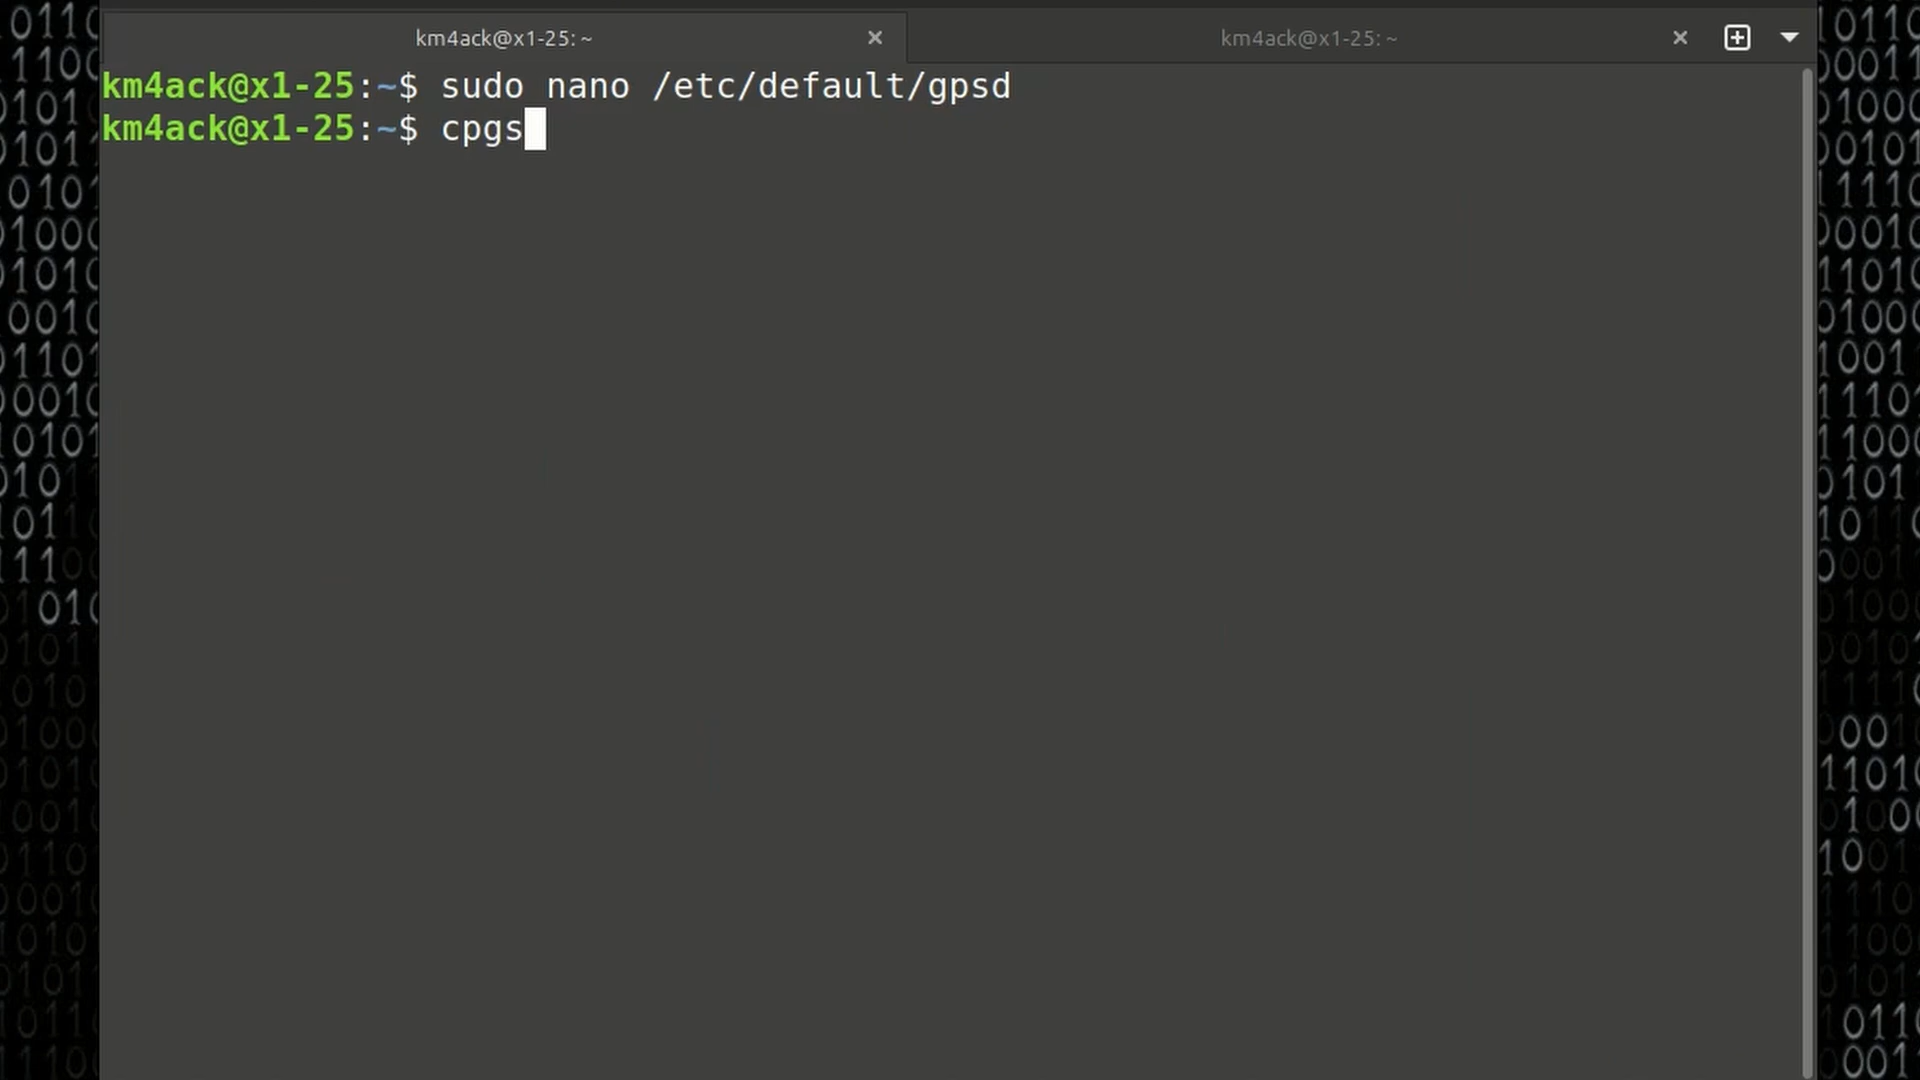 km4ack@x1-25: ~
km4ack@x1-25: ~
km4ack@x1-25:~$ sudo nano /etc/default/gpsd
km4ack@x1-25:~$ cpgs